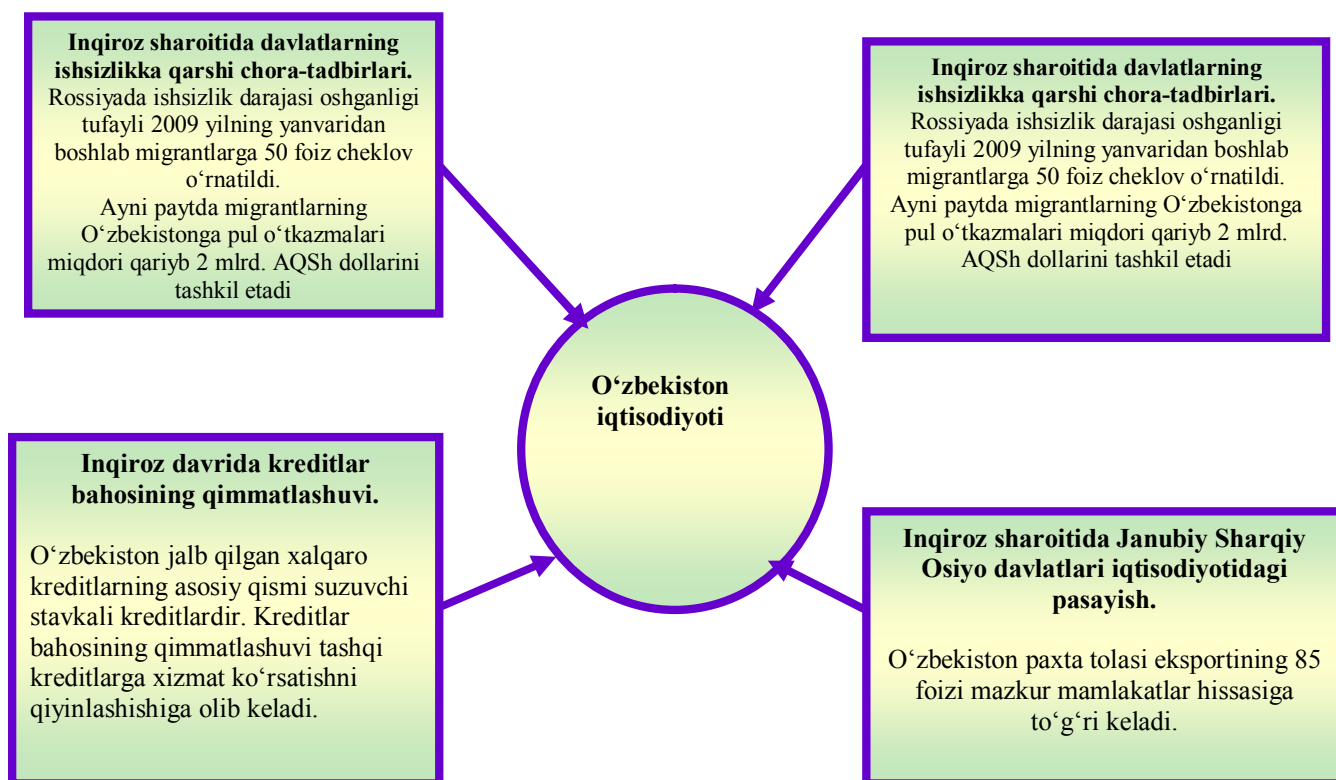 Inqiroz sharoitida davlatlarning
ishsizlikka qarshi chora-tadbirlari.
Rossiyada ishsizlik darajasi oshganligi
tufayli 2009 yilning yanvaridan
boshlab migrantlarga 50 foiz cheklov
o‘rnatildi.
Ayni paytda migrantlarning
O‘zbekistonga pul o‘tkazmalari
miqdori qariyb 2 mlrd. AQSh dollarini
tashkil etadi
Inqiroz sharoitida davlatlarning
ishsizlikka qarshi chora-tadbirlari.
Rossiyada ishsizlik darajasi oshganligi
tufayli 2009 yilning yanvaridan boshlab
migrantlarga 50 foiz cheklov o‘rnatildi.
Ayni paytda migrantlarning O‘zbekistonga
pul o‘tkazmalari miqdori qariyb 2 mlrd.
AQSh dollarini tashkil etadi
O‘zbekiston
iqtisodiyoti
Inqiroz davrida kreditlar
bahosining qimmatlashuvi.
O‘zbekiston jalb qilgan xalqaro
kreditlarning asosiy qismi suzuvchi
stavkali kreditlardir. Kreditlar
bahosining qimmatlashuvi tashqi
kreditlarga xizmat ko‘rsatishni
qiyinlashishiga olib keladi.
Inqiroz sharoitida Janubiy Sharqiy
Osiyo davlatlari iqtisodiyotidagi
pasayish.
O‘zbekiston paxta tolasi eksportining 85
foizi mazkur mamlakatlar hissasiga
to‘g‘ri keladi.